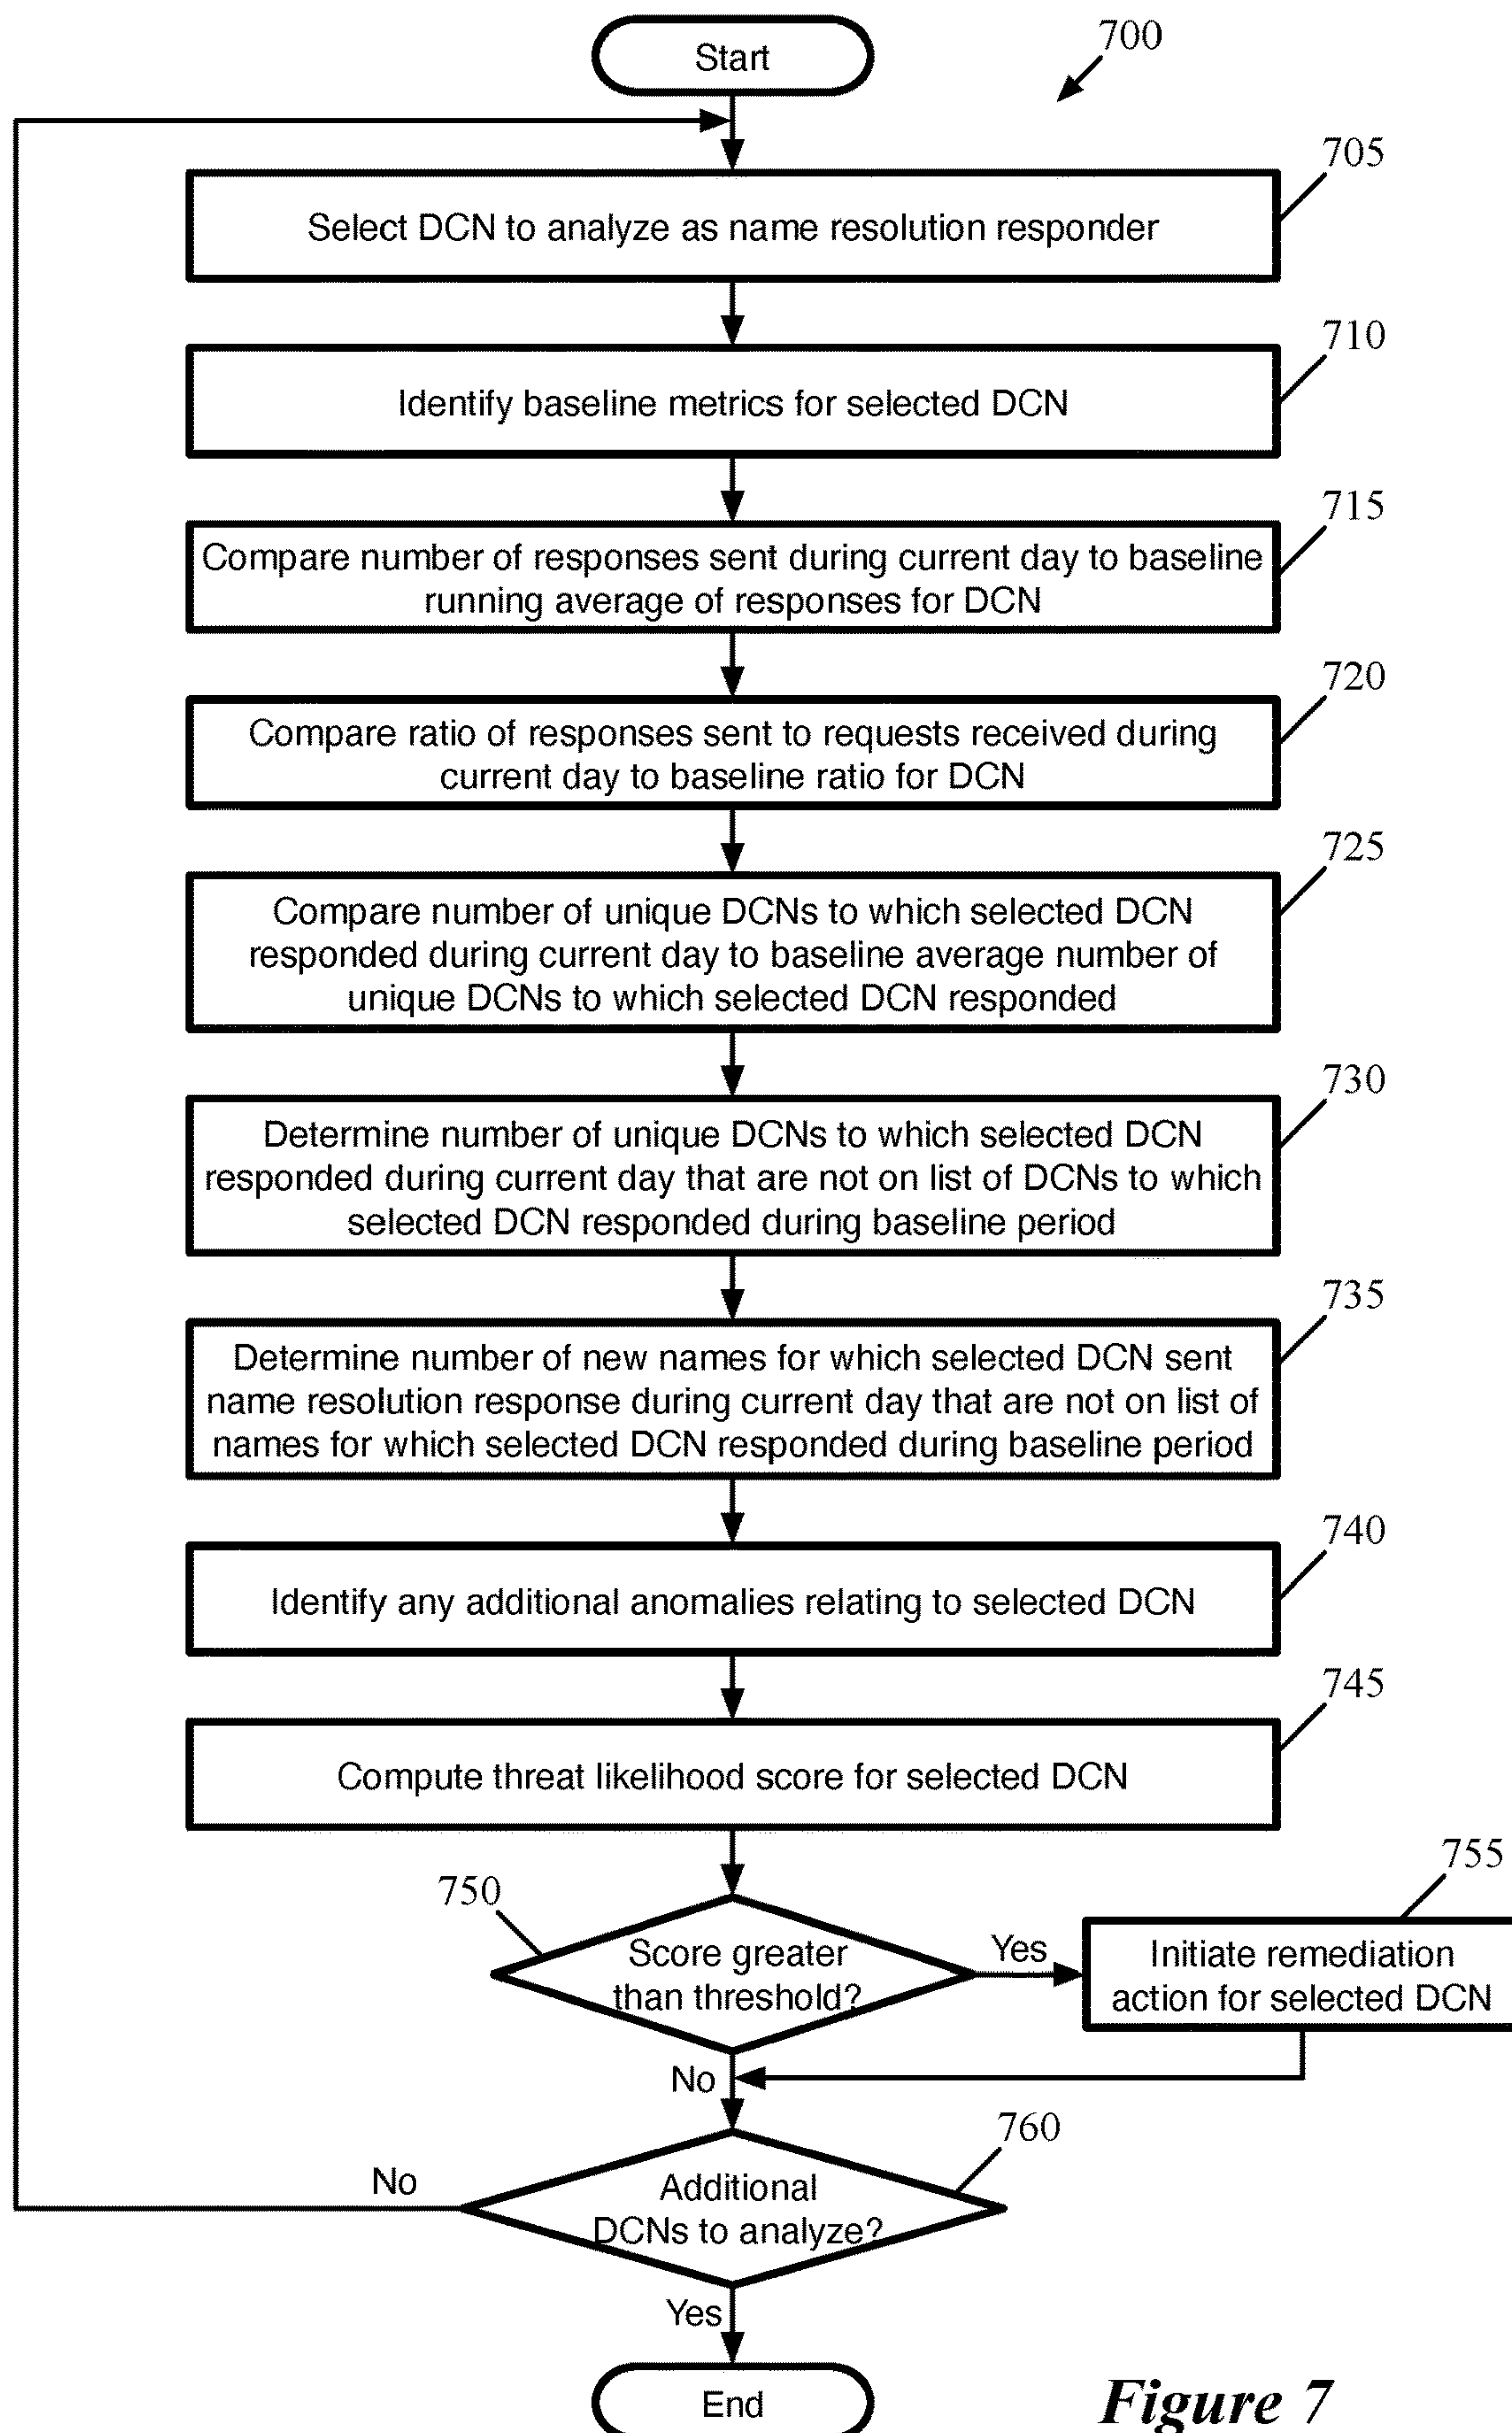 Start
700
705
Select DCN to analyze as name resolution responder
710
Identify baseline metrics for selected DCN
715
Compare number of responses sent during current day to baseline
running average of responses for DCN
720
Compare ratio of responses sent to requests received during
current day to baseline ratio for DCN
725
Compare number of unique DCNs to which selected DCN
responded during current day to baseline average number of
unique DCNs to which selected DCN responded
730
Determine number of unique DCNs to which selected DCN
responded during current day that are not on list of DCNs to which
selected DCN responded during baseline period
735
Determine number of new names for which selected DCN sent
name resolution response during current day that are not on list of
names for which selected DCN responded during baseline period
740
Identify any additional anomalies relating to selected DCN
745
Compute threat likelihood score for selected DCN
750
Score greater
than threshold?
Yes
755
Initiate remediation
action for selected DCN
No
760
Additional
DCNs to analyze?
No
Yes
End
Figure 7